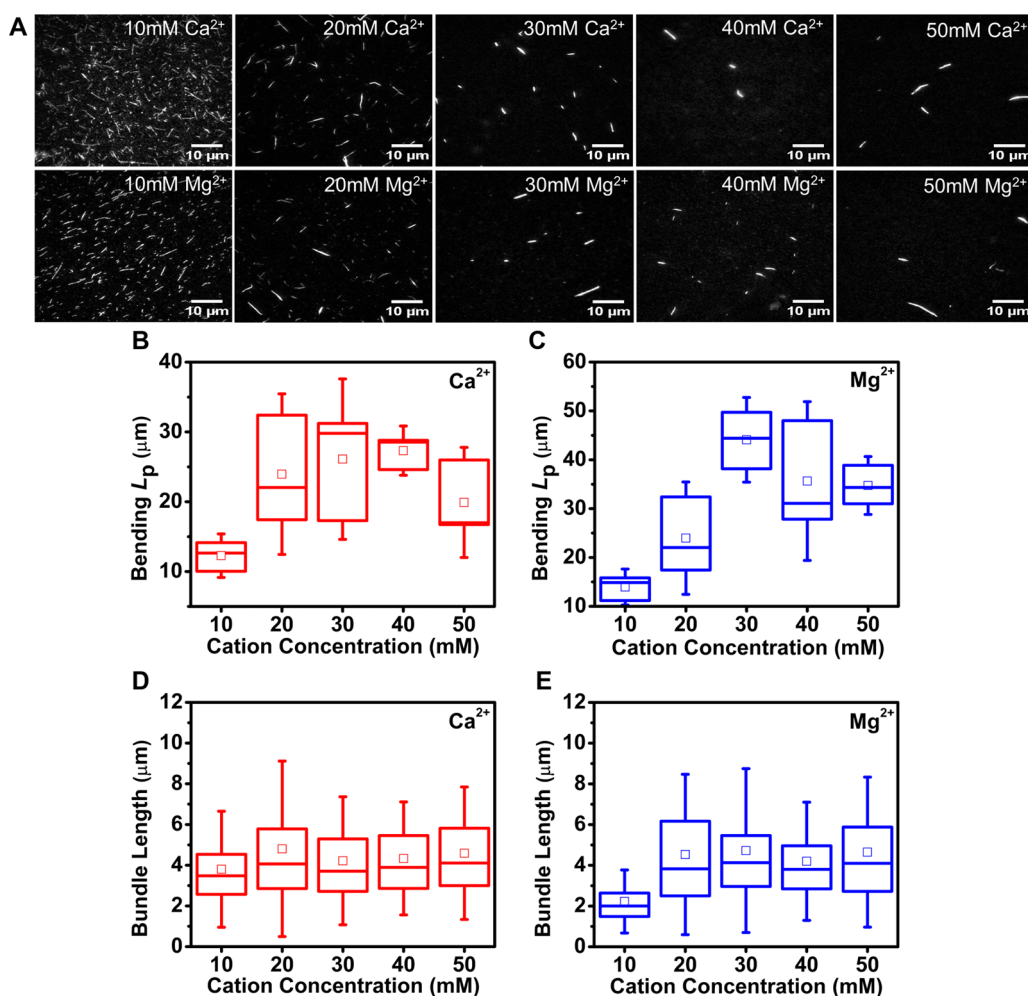 A
10mM Ca²⁺ 20mM Ca²⁺ 30mM Ca²⁺ 40mM Ca²⁺ 50mM Ca²⁺
10 µm 10 µm 10 µm 10 µm 10 µm
10mM Mg²⁺ 20mM Mg²⁺ 30mM Mg²⁺ 40mM Mg²⁺ 50mM Mg²⁺
10 µm 10 µm 10 µm 10 µm 10 µm
B
Ca²⁺
Bending Lp (µm)
40
30
20
10
10 20 30 40 50
Cation Concentration (mM)
C
Mg²⁺
Bending Lp (µm)
60
50
40
30
20
10
10 20 30 40 50
Cation Concentration (mM)
D
Ca²⁺
Bundle Length (µm)
12
10
8
6
4
2
0
10 20 30 40 50
Cation Concentration (mM)
E
Mg²⁺
Bundle Length (µm)
12
10
8
6
4
2
0
10 20 30 40 50
Cation Concentration (mM)